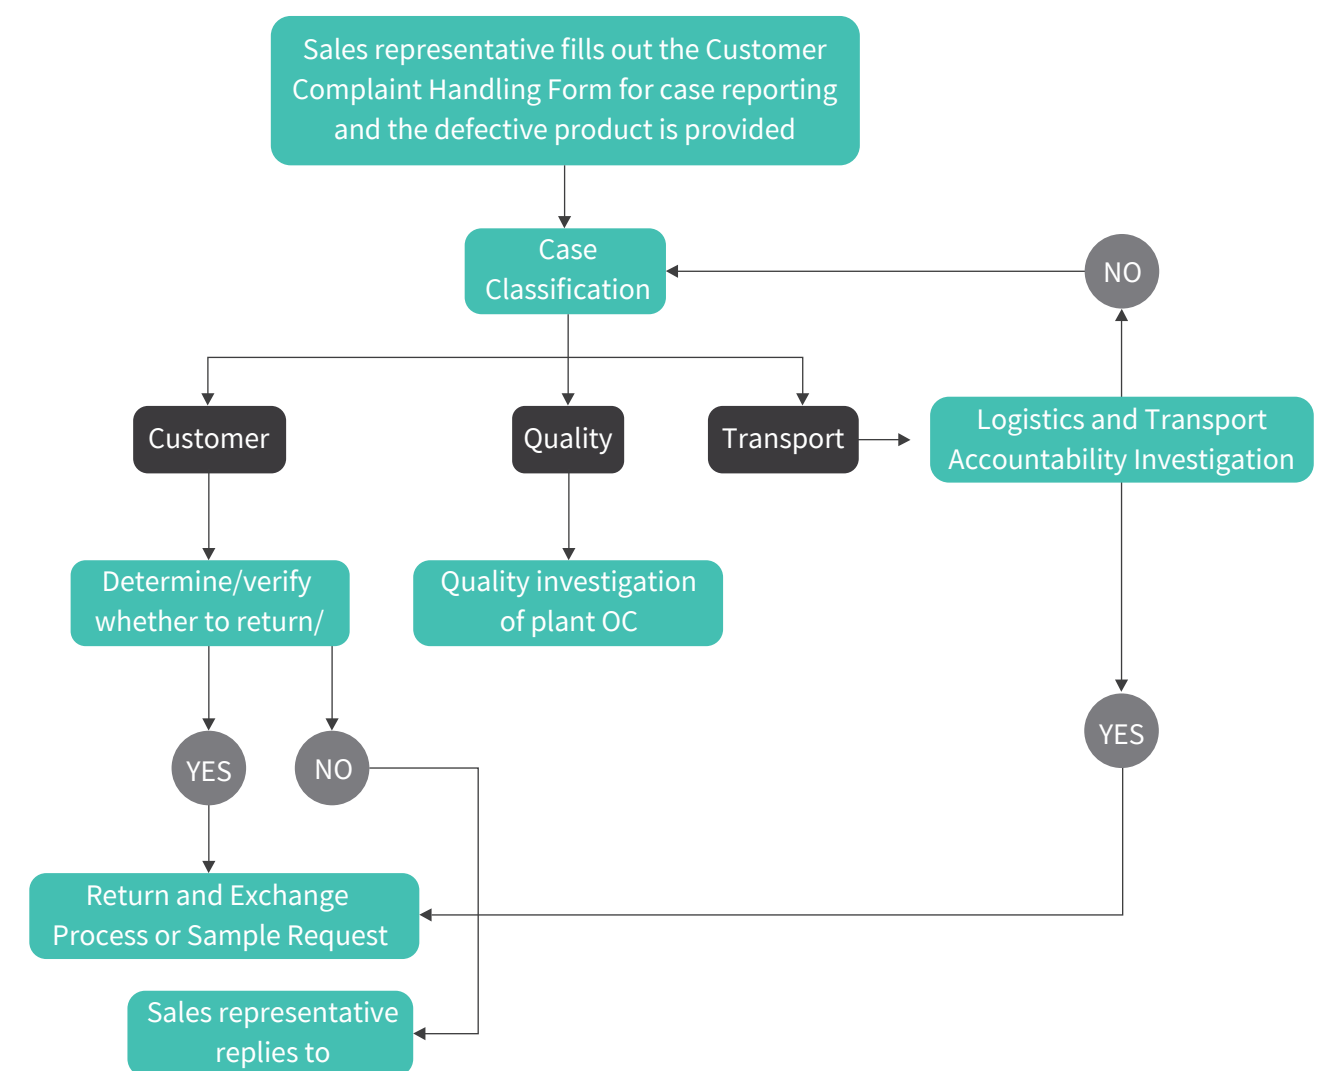 Sales representative fills out the Customer
Complaint Handling Form for case reporting
and the defective product is provided
Case
Classification
NO
Customer
Quality
Transport
Logistics and Transport
Accountability Investigation
Determine/verify
whether to return/
Quality investigation
of plant OC
YES
NO
YES
Return and Exchange
Process or Sample Request
Sales representative
replies to